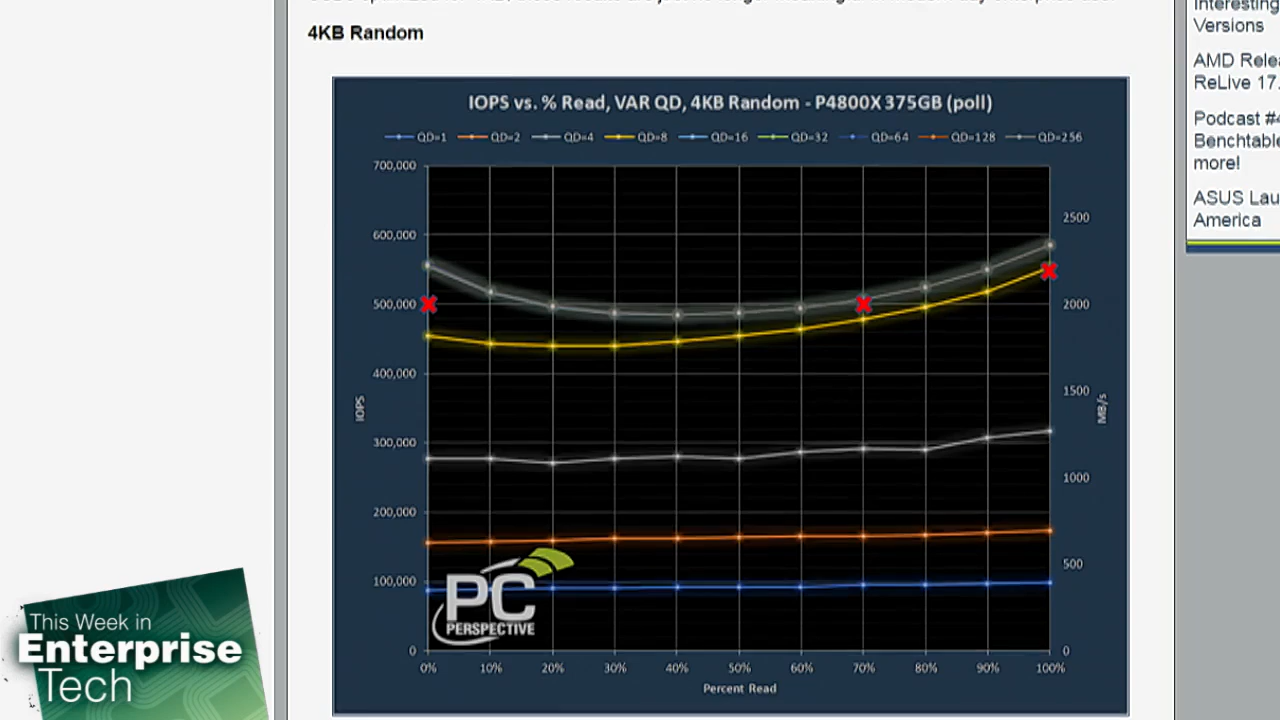 Interesting
Versions
4KB Random
AMD Relea
ReLive 17.
IOPS vs. % Read, VAR QD, 4KB Random - P4800X 375GB (poll)
Podcast #4
Benchtable
more!
QD=1 QD=2 QD=4 QD=8 QD=16 QD=32 QD=64 QD=128 QD=256
ASUS Lau
America
700,000
600,000
500,000
400,000
300,000
200,000
100,000
0
IOPS
2500
2000
1500
1000
500
0
MB/s
0% 10% 20% 30% 40% 50% 60% 70% 80% 90% 100%
Percent Read
PC
PERSPECTIVE
This Week in
Enterprise
Tech